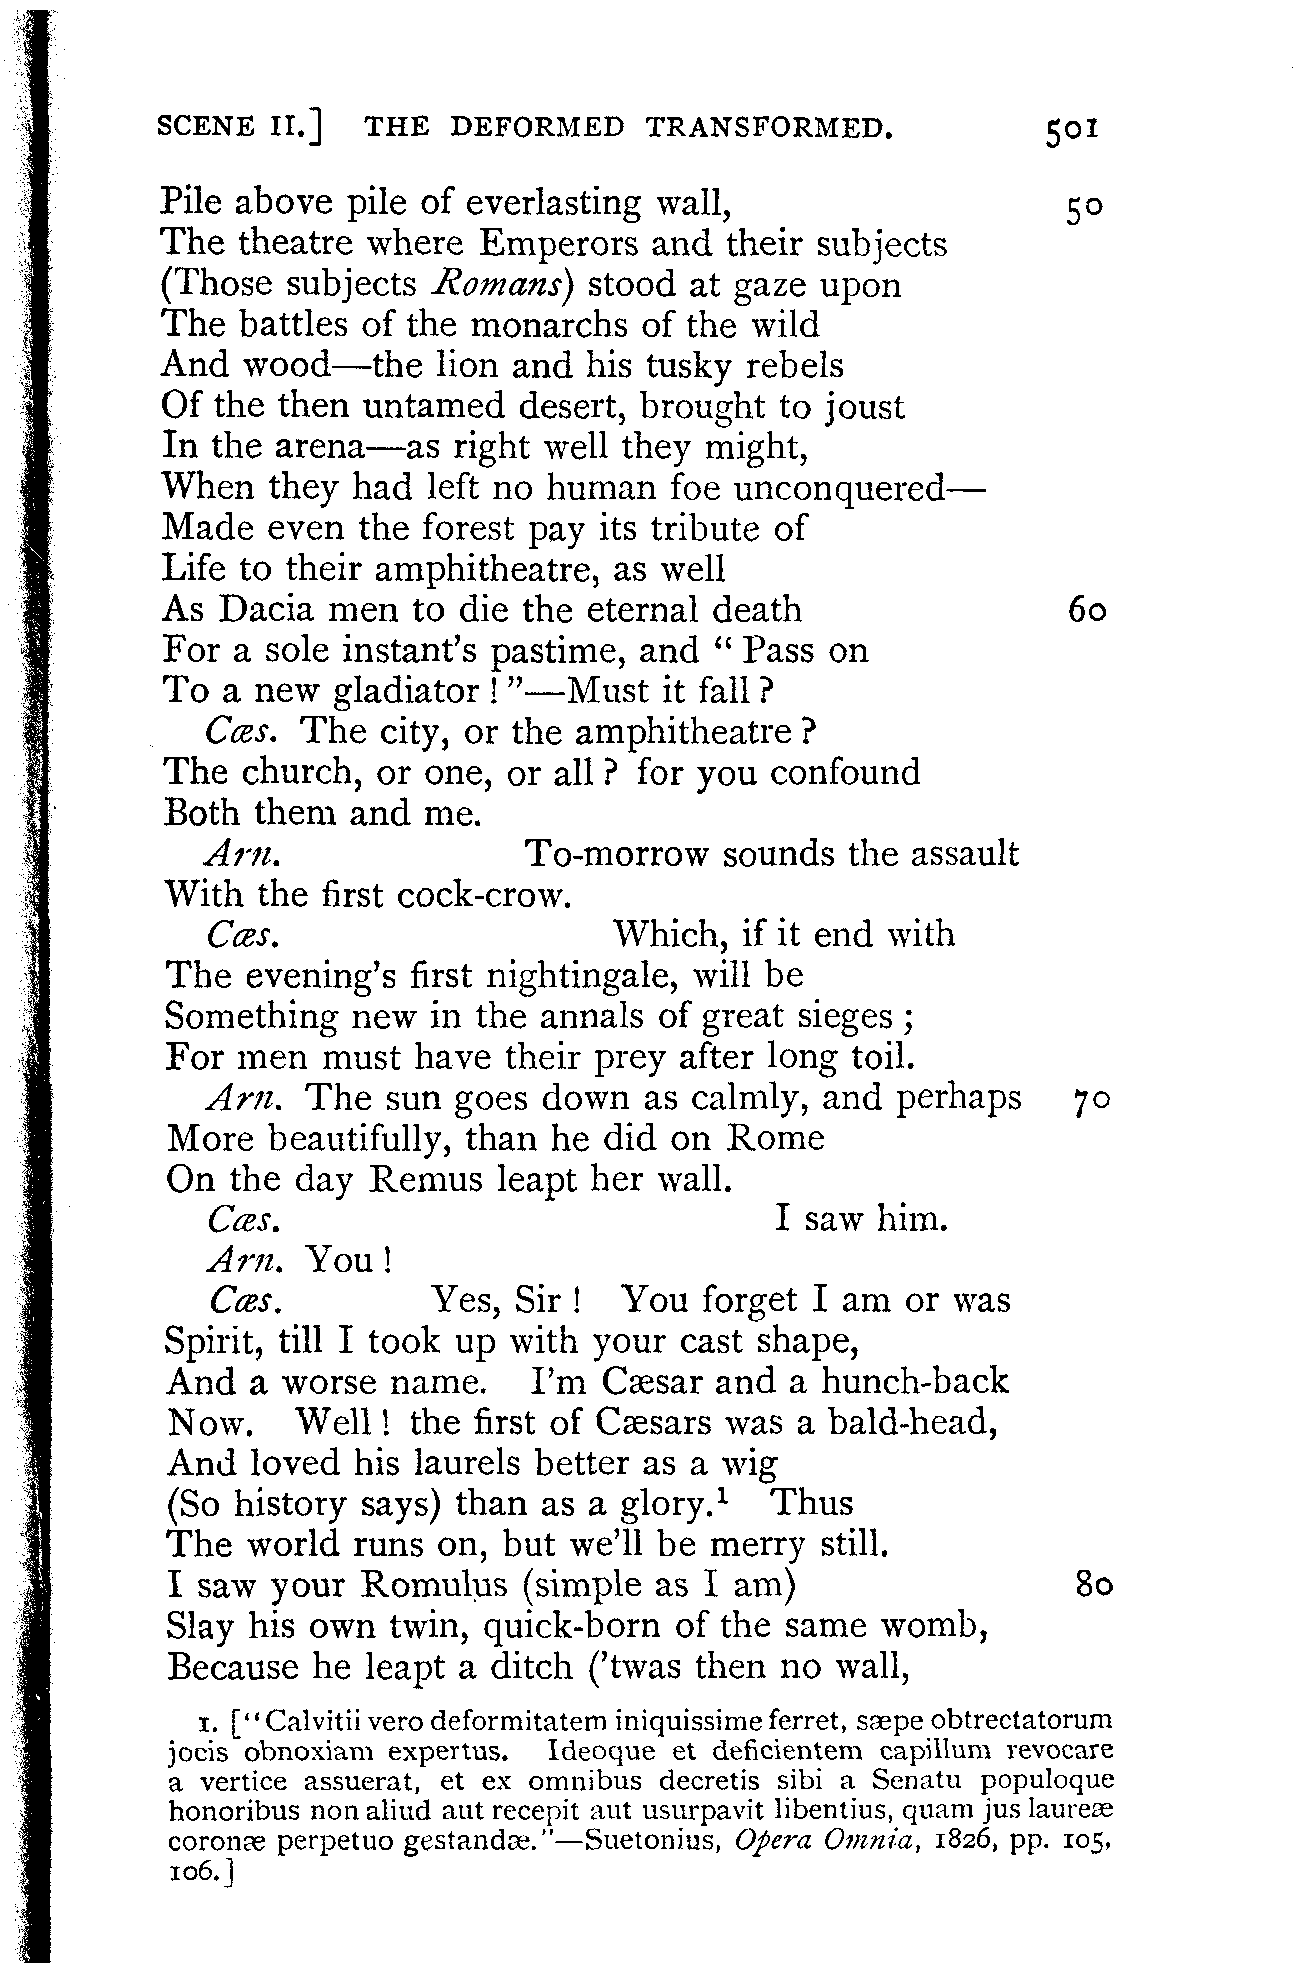 SCENE II.] THE DEFORMED TRANSFORMED. 501
Pile above pile of everlasting wall, 50
The theatre where Emperors and their subjects
(Those subjects Romans) stood at gaze upon
The battles of the monarchs of the wild
And wood—the lion and his tusky rebels
Of the then untamed desert, brought to joust
In the arena—as right well they might,
When they had left no human foe unconquered—
Made even the forest pay its tribute of
Life to their amphitheatre, as well
As Dacia men to die the eternal death 60
For a sole instant's pastime, and "Pass on
To a new gladiator!"—Must it fall?
Cæs. The city, or the amphitheatre?
The church, or one, or all? for you confound
Both them and me.
Arn. To-morrow sounds the assault
With the first cock-crow.
Cæs. Which, if it end with
The evening's first nightingale, will be
Something new in the annals of great sieges;
For men must have their prey after long toil.
Arn. The sun goes down as calmly, and perhaps 70
More beautifully, than he did on Rome
On the day Remus leapt her wall.
Cæs. I saw him.
Arn. You!
Cæs. Yes, Sir! You forget I am or was
Spirit, till I took up with your cast shape,
And a worse name. I'm Cæsar and a hunch-back
Now. Well! the first of Cæsars was a bald-head,
And loved his laurels better as a wig
(So history says) than as a glory.¹ Thus
The world runs on, but we'll be merry still.
I saw your Romulus (simple as I am) 80
Slay his own twin, quick-born of the same womb,
Because he leapt a ditch ('twas then no wall,
1. ["Calvitii vero deformitatem iniquissime ferret, sæpe obtrectatorum
jocis obnoxiam expertus. Ideoque et deficientem capillum revocare
a vertice assuerat, et ex omnibus decretis sibi a Senatu populoque
honoribus non aliud aut recepit aut usurpavit libentius, quam jus laureæ
coronæ perpetuo gestandæ."—Suetonius, Opera Omnia, 1826, pp. 105,
106.]